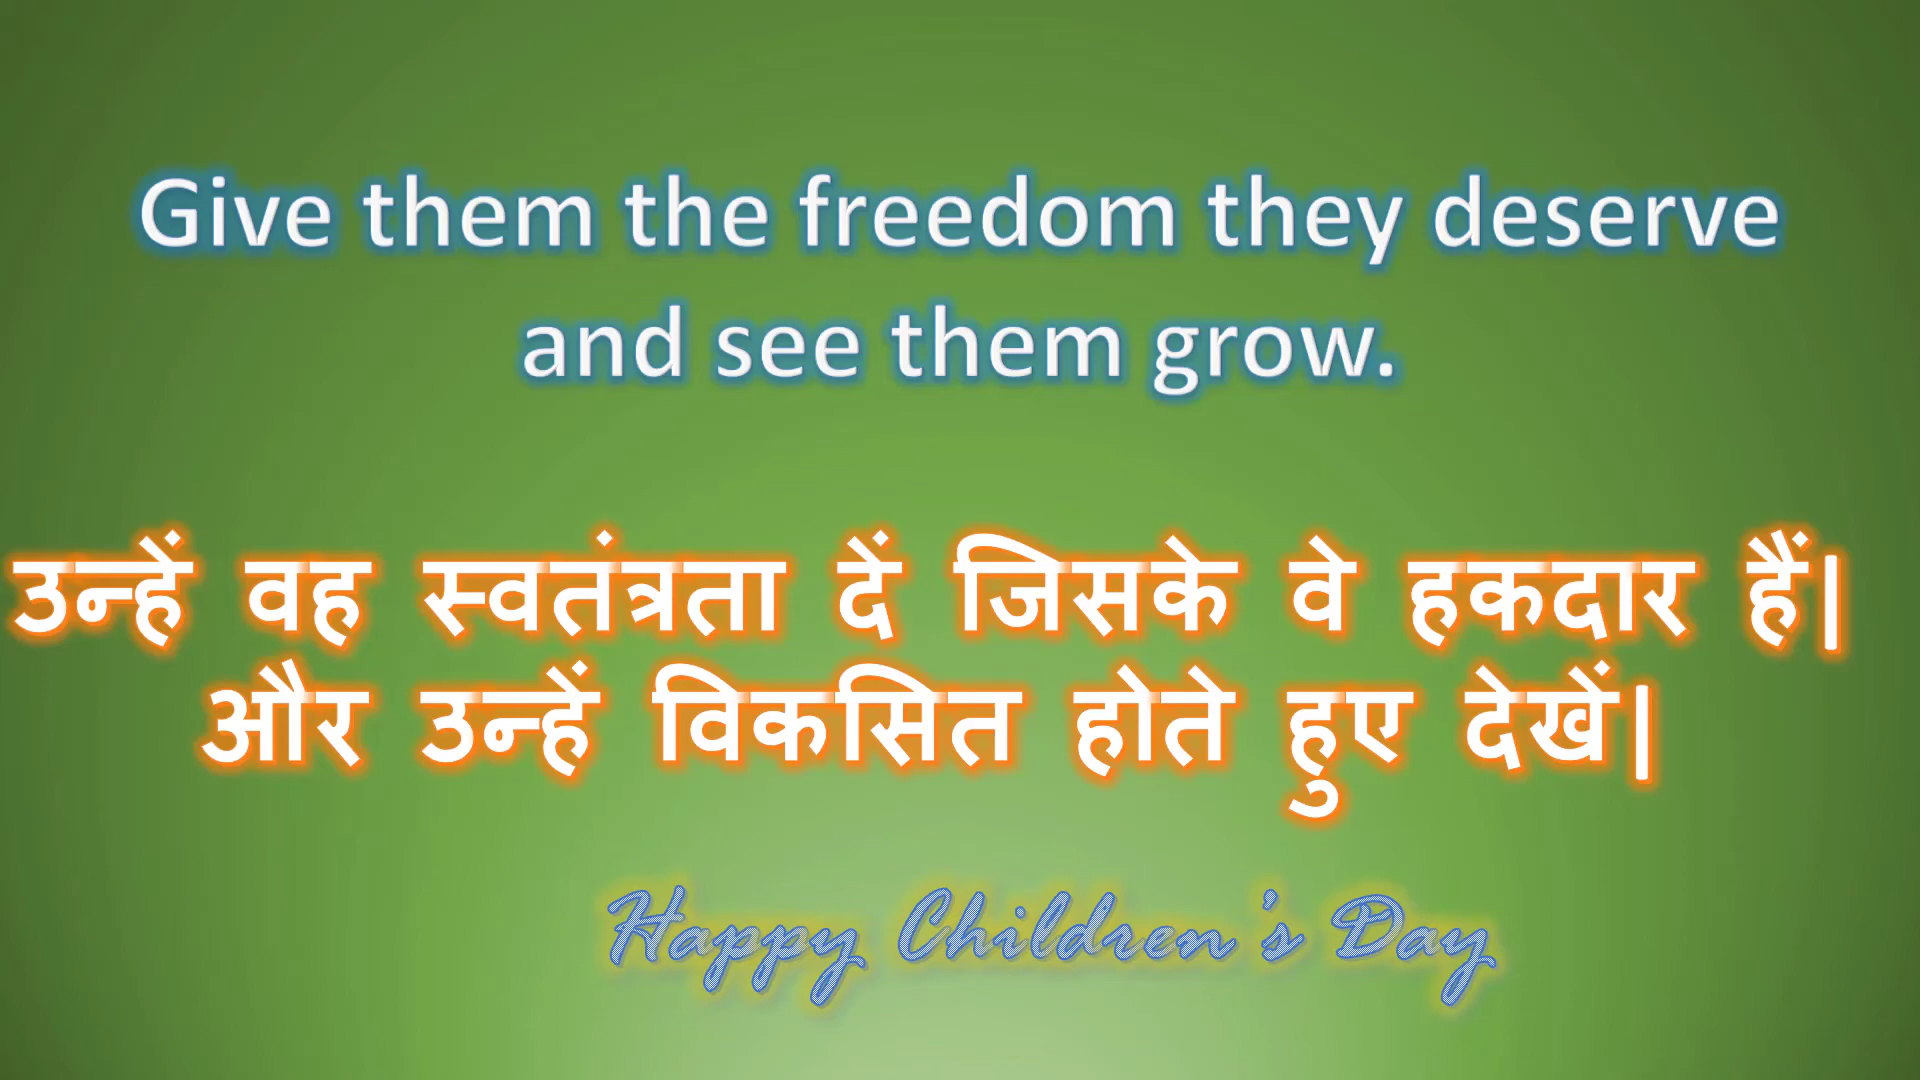 Give them the freedom they deserve
and see them grow.
उन्हें वह स्वतंत्रता दें जिसके वे हकदार हैं|
और उन्हें विकसित होते हुए देखें|
Happy Children's Day